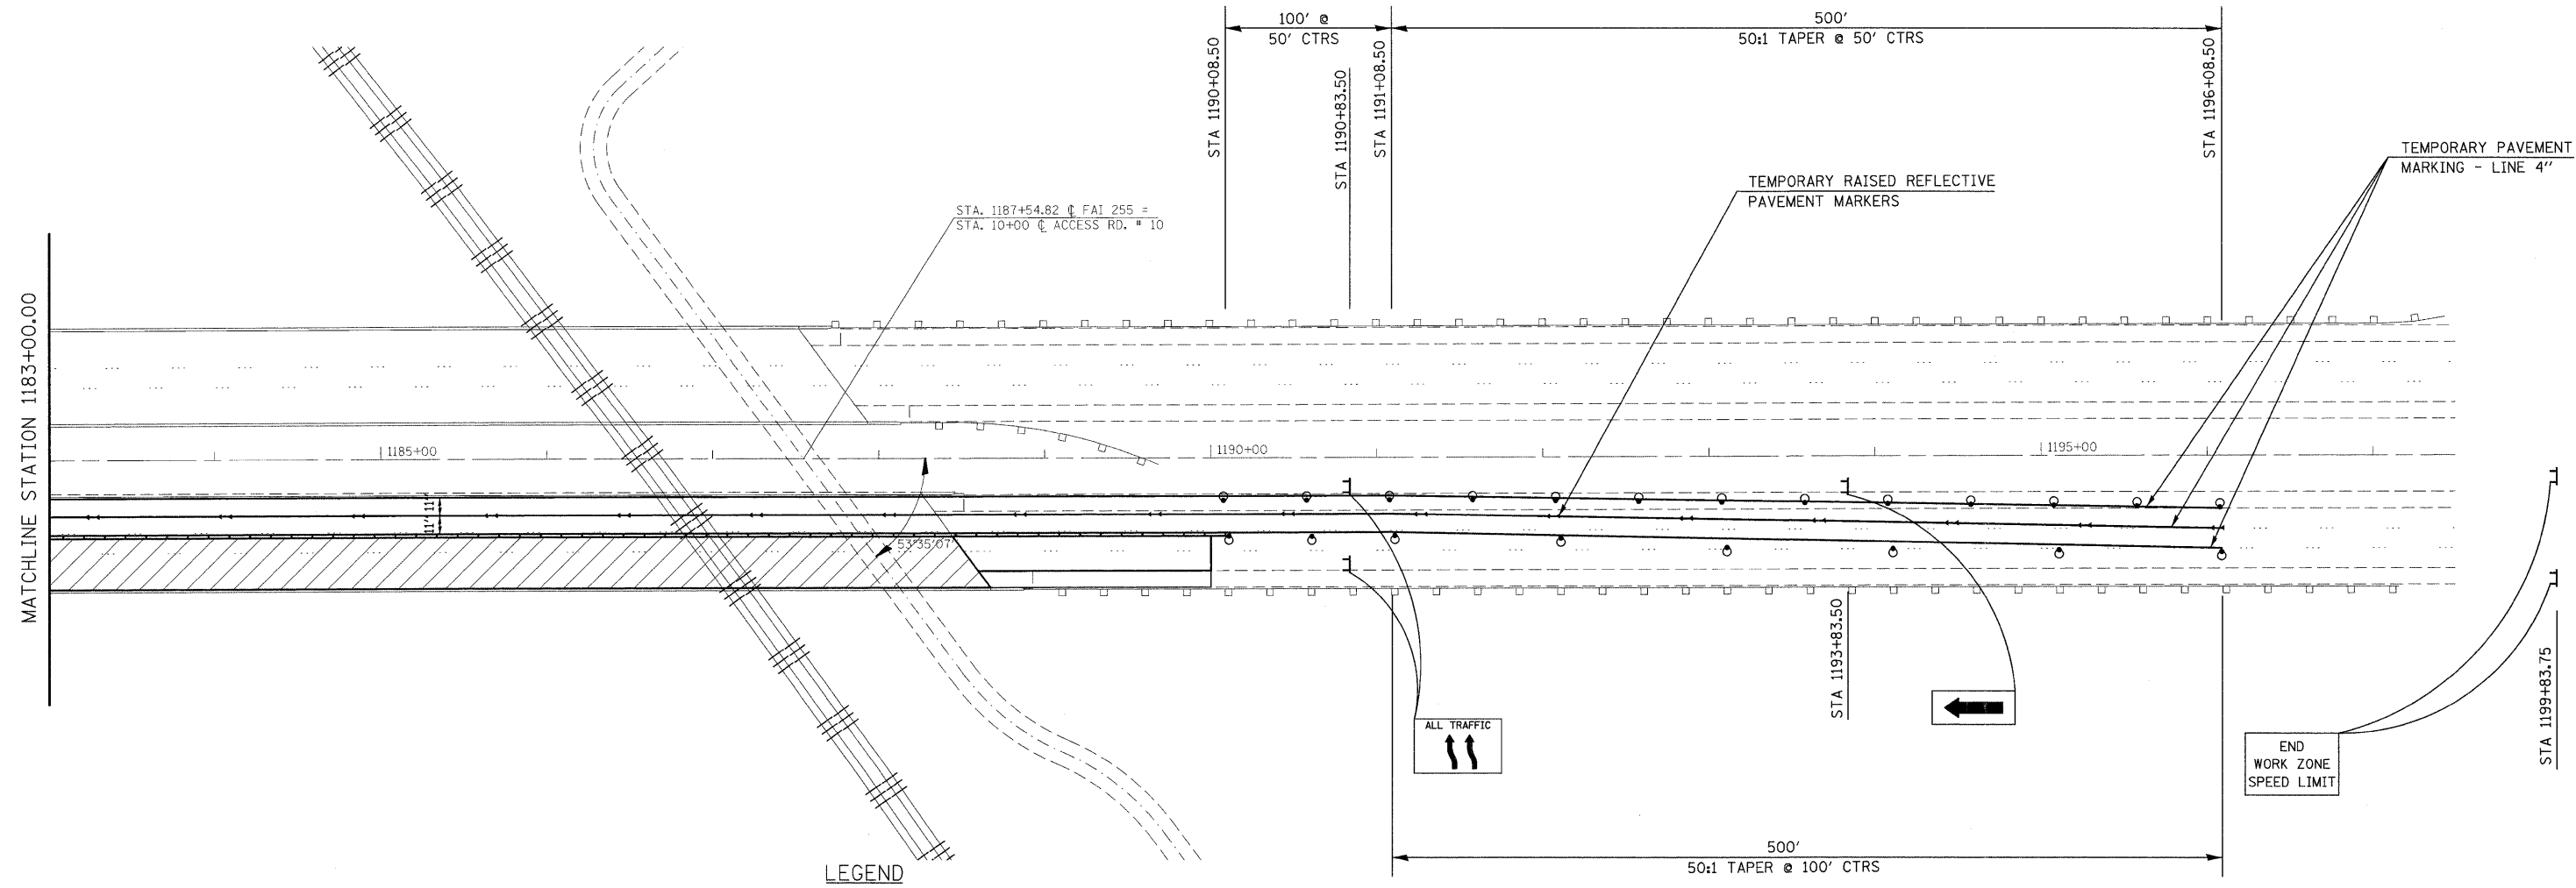 100' @
50' CTRS
500'
50:1 TAPER @ 50' CTRS
STA 1190+08.50
STA 1190+83.50
STA 1191+08.50
STA 1196+08.50
TEMPORARY PAVEMENT
MARKING - LINE 4"
TEMPORARY RAISED REFLECTIVE
PAVEMENT MARKERS
STA. 1187+54.82 ℄ FAI 255 =
STA. 10+00 ℄ ACCESS RD. # 10
MATCHLINE STATION 1183+00.00
1185+00
1190+00
1195+00
11' 11'
53°35'07"
STA 1193+83.50
STA 1199+83.75
ALL TRAFFIC
END
WORK ZONE
SPEED LIMIT
500'
50:1 TAPER @ 100' CTRS
LEGEND